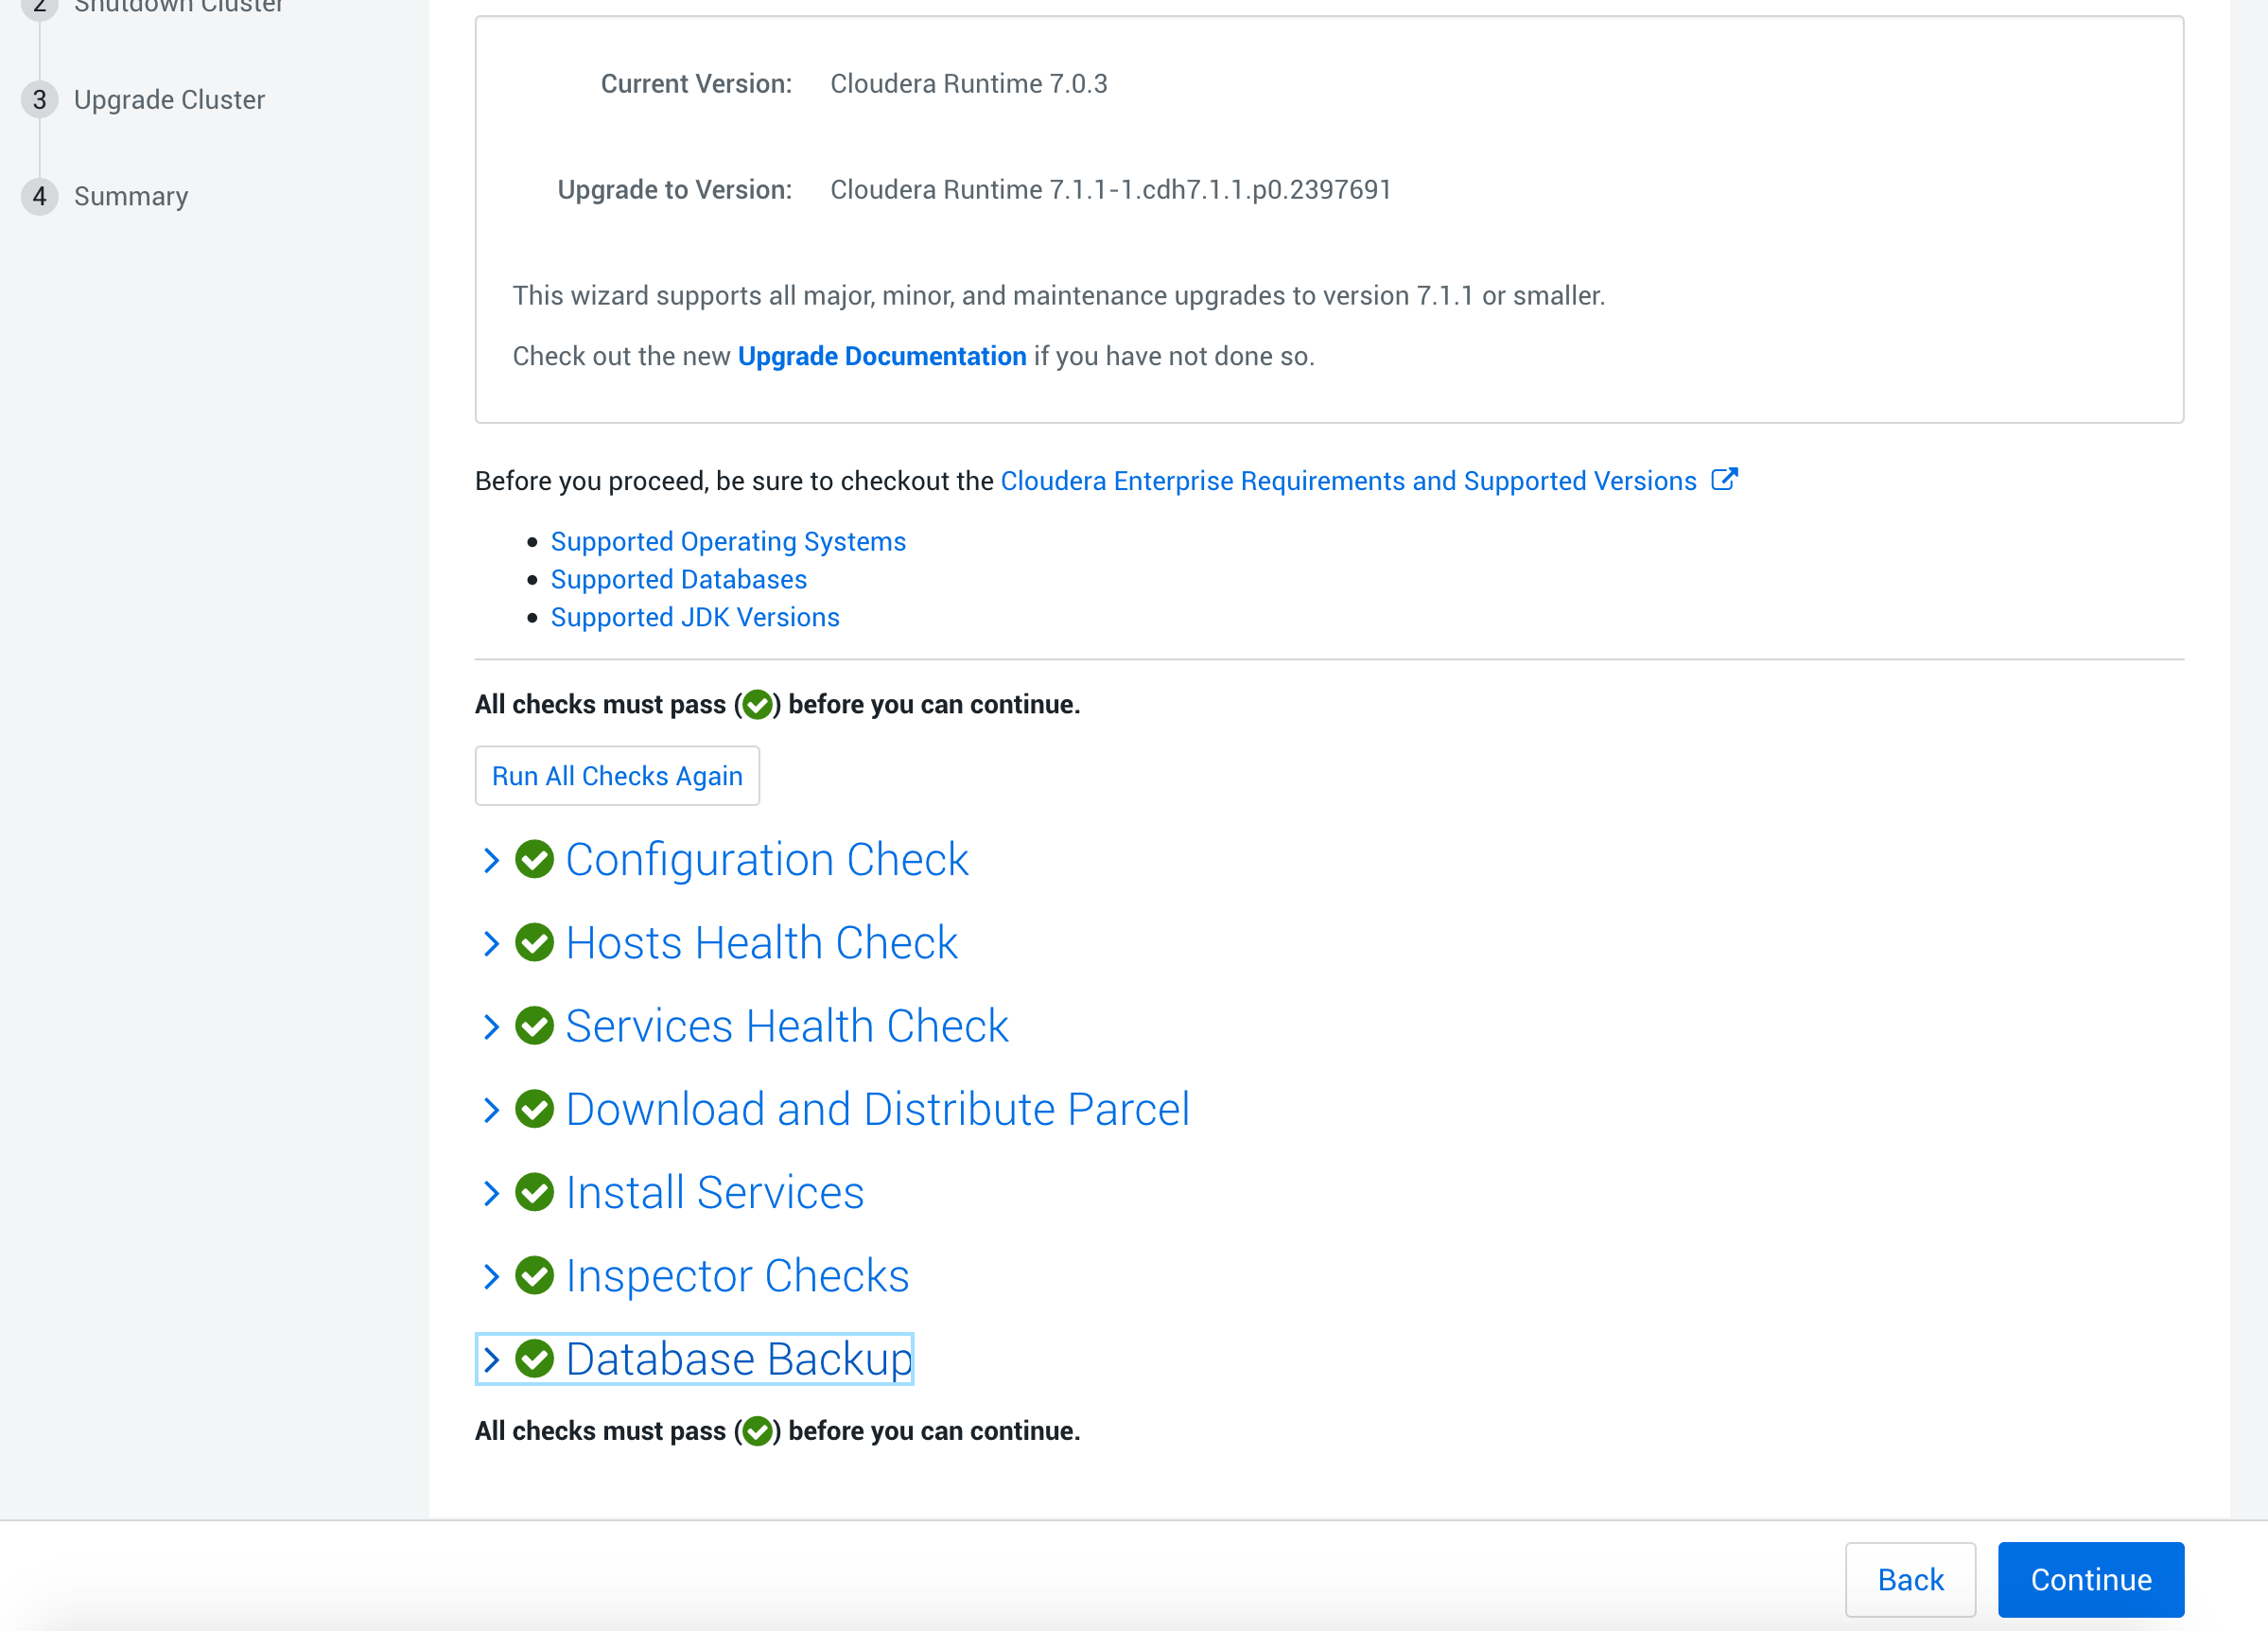 2 Shutdown Cluster
3 Upgrade Cluster
4 Summary
Current Version: Cloudera Runtime 7.0.3
Upgrade to Version: Cloudera Runtime 7.1.1-1.cdh7.1.1.p0.2397691
This wizard supports all major, minor, and maintenance upgrades to version 7.1.1 or smaller.
Check out the new Upgrade Documentation if you have not done so.
Before you proceed, be sure to checkout the Cloudera Enterprise Requirements and Supported Versions
Supported Operating Systems
Supported Databases
Supported JDK Versions
All checks must pass () before you can continue.
Run All Checks Again
Configuration Check
Hosts Health Check
Services Health Check
Download and Distribute Parcel
Install Services
Inspector Checks
Database Backup
All checks must pass () before you can continue.
Back
Continue